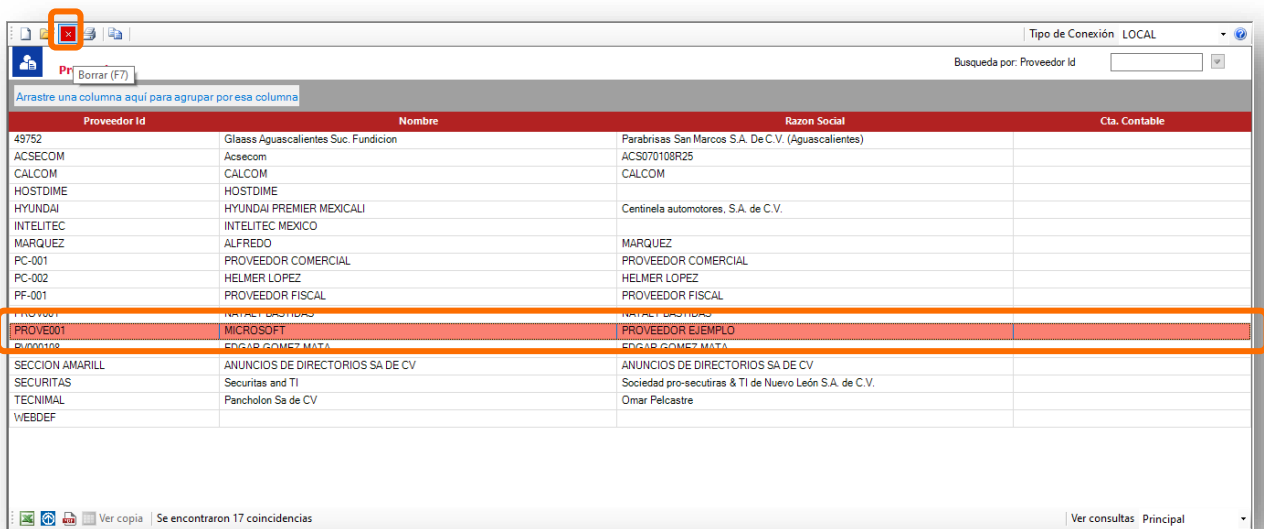 Tipo de Conexión LOCAL
Borrar (F7)
Busqueda por: Proveedor Id
Arrastre una columna aquí para agrupar por esa columna
Proveedor Id Nombre Razon Social Cta. Contable
49752 Glaass Aguascalientes Suc. Fundicion Parabrisas San Marcos S.A. De C.V. (Aguascalientes)
ACSECOM Acsecom ACS070108R25
CALCOM CALCOM CALCOM
HOSTDIME HOSTDIME
HYUNDAI HYUNDAI PREMIER MEXICALI Centinela automotores, S.A. de C.V.
INTELITEC INTELITEC MEXICO
MARQUEZ ALFREDO MARQUEZ
PC-001 PROVEEDOR COMERCIAL PROVEEDOR COMERCIAL
PC-002 HELMER LOPEZ HELMER LOPEZ
PF-001 PROVEEDOR FISCAL PROVEEDOR FISCAL
PROVE001 MICROSOFT PROVEEDOR EJEMPLO
PV000108 EDGAR GOMEZ MATA EDGAR GOMEZ MATA
SECCION AMARILL ANUNCIOS DE DIRECTORIOS SA DE CV ANUNCIOS DE DIRECTORIOS SA DE CV
SECURITAS Securitas and TI Sociedad pro-secutiras & TI de Nuevo León S.A. de C.V.
TECNIMAL Pancholon Sa de CV Omar Pelcastre
WEBDEF
Ver copia Se encontraron 17 coincidencias Ver consultas Principal